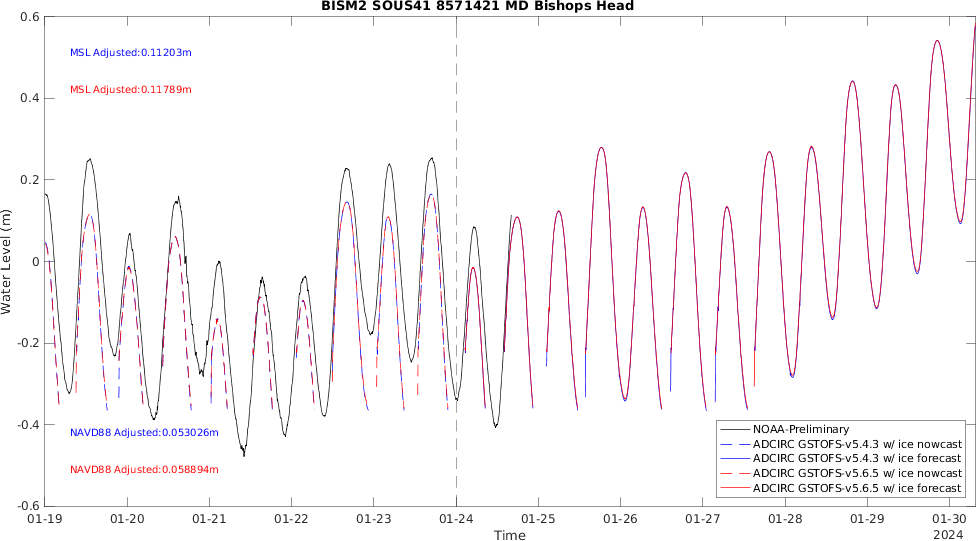 BISM2 SOUS41 8571421 MD Bishops Head
0.6
0.4
0.2
0
-0.2
-0.4
-0.6
Water Level (m)
MSL Adjusted:0.11203m
MSL Adjusted:0.11789m
NAVD88 Adjusted:0.053026m
NAVD88 Adjusted:0.058894m
NOAA-Preliminary
ADCIRC GSTOFS-v5.4.3 w/ ice nowcast
ADCIRC GSTOFS-v5.4.3 w/ ice forecast
ADCIRC GSTOFS-v5.6.5 w/ ice nowcast
ADCIRC GSTOFS-v5.6.5 w/ ice forecast
01-19 01-20 01-21 01-22 01-23 01-24 01-25 01-26 01-27 01-28 01-29 01-30
Time
2024